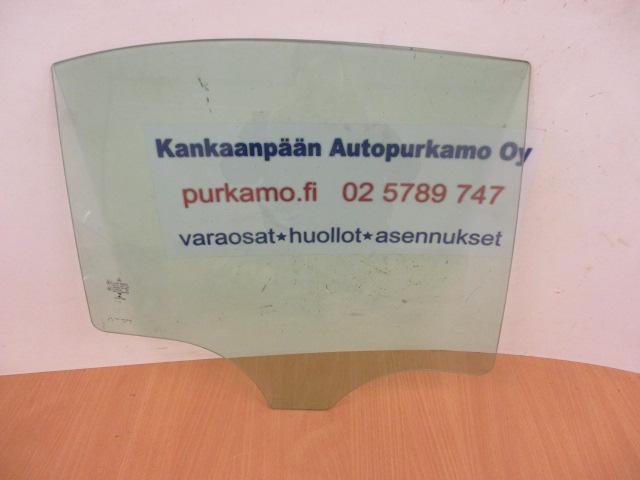 Kankaanpään Autopurkamo Oy
purkamo.fi 02 5789 747
varaosat★huollot★asennukset